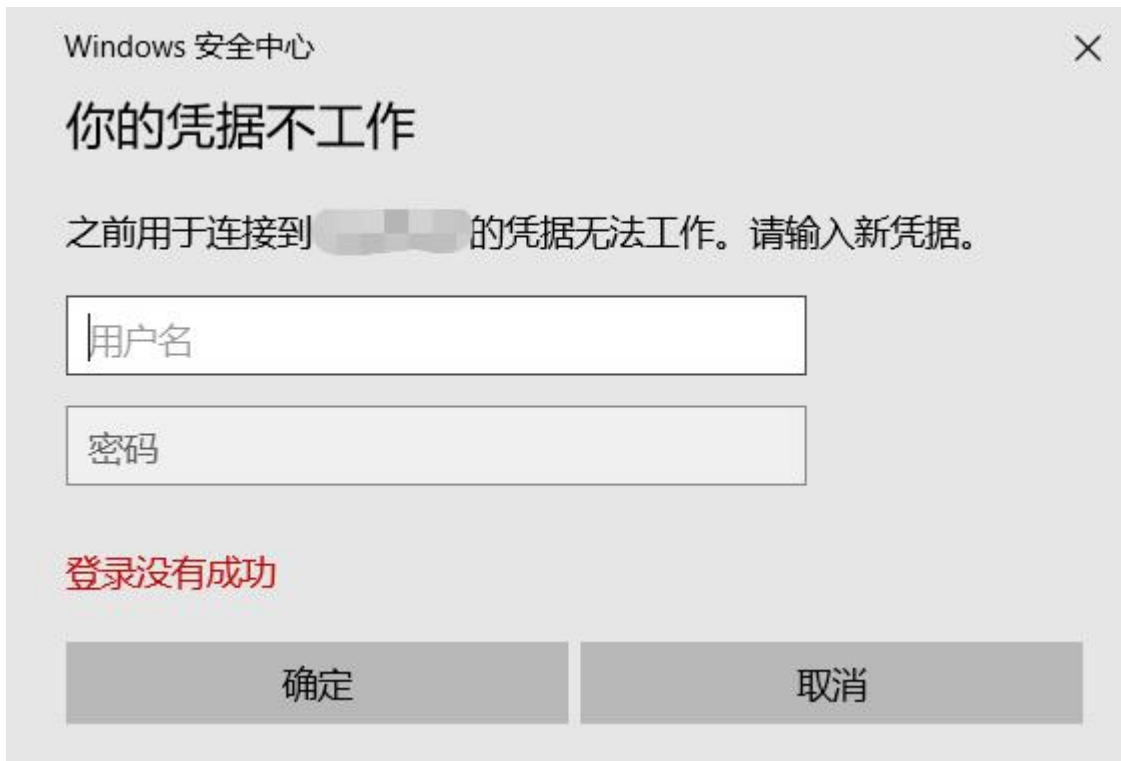 Windows 安全中心
你的凭据不工作
之前用于连接到 的凭据无法工作。请输入新凭据。
用户名
密码
登录没有成功
确定
取消